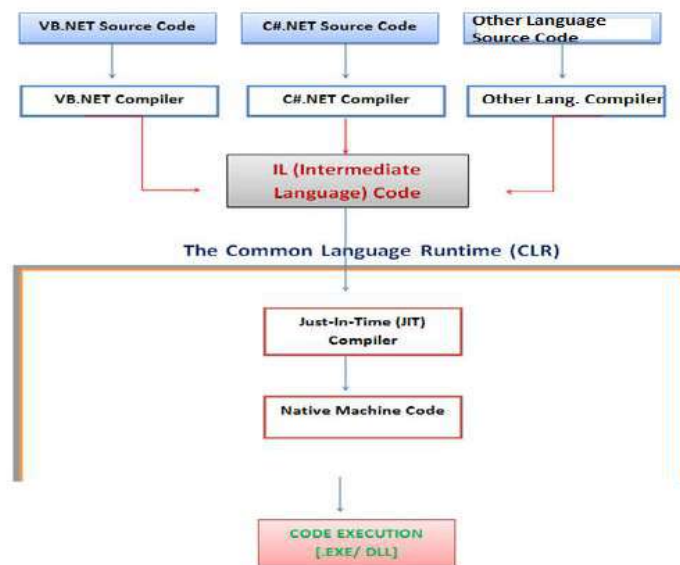 VB.NET Source Code
C#.NET Source Code
Other Language
Source Code
VB.NET Compiler
C#.NET Compiler
Other Lang. Compiler
IL (Intermediate
Language) Code
The Common Language Runtime (CLR)
Just-In-Time (JIT)
Compiler
Native Machine Code
CODE EXECUTION
[.EXE/ DLL]